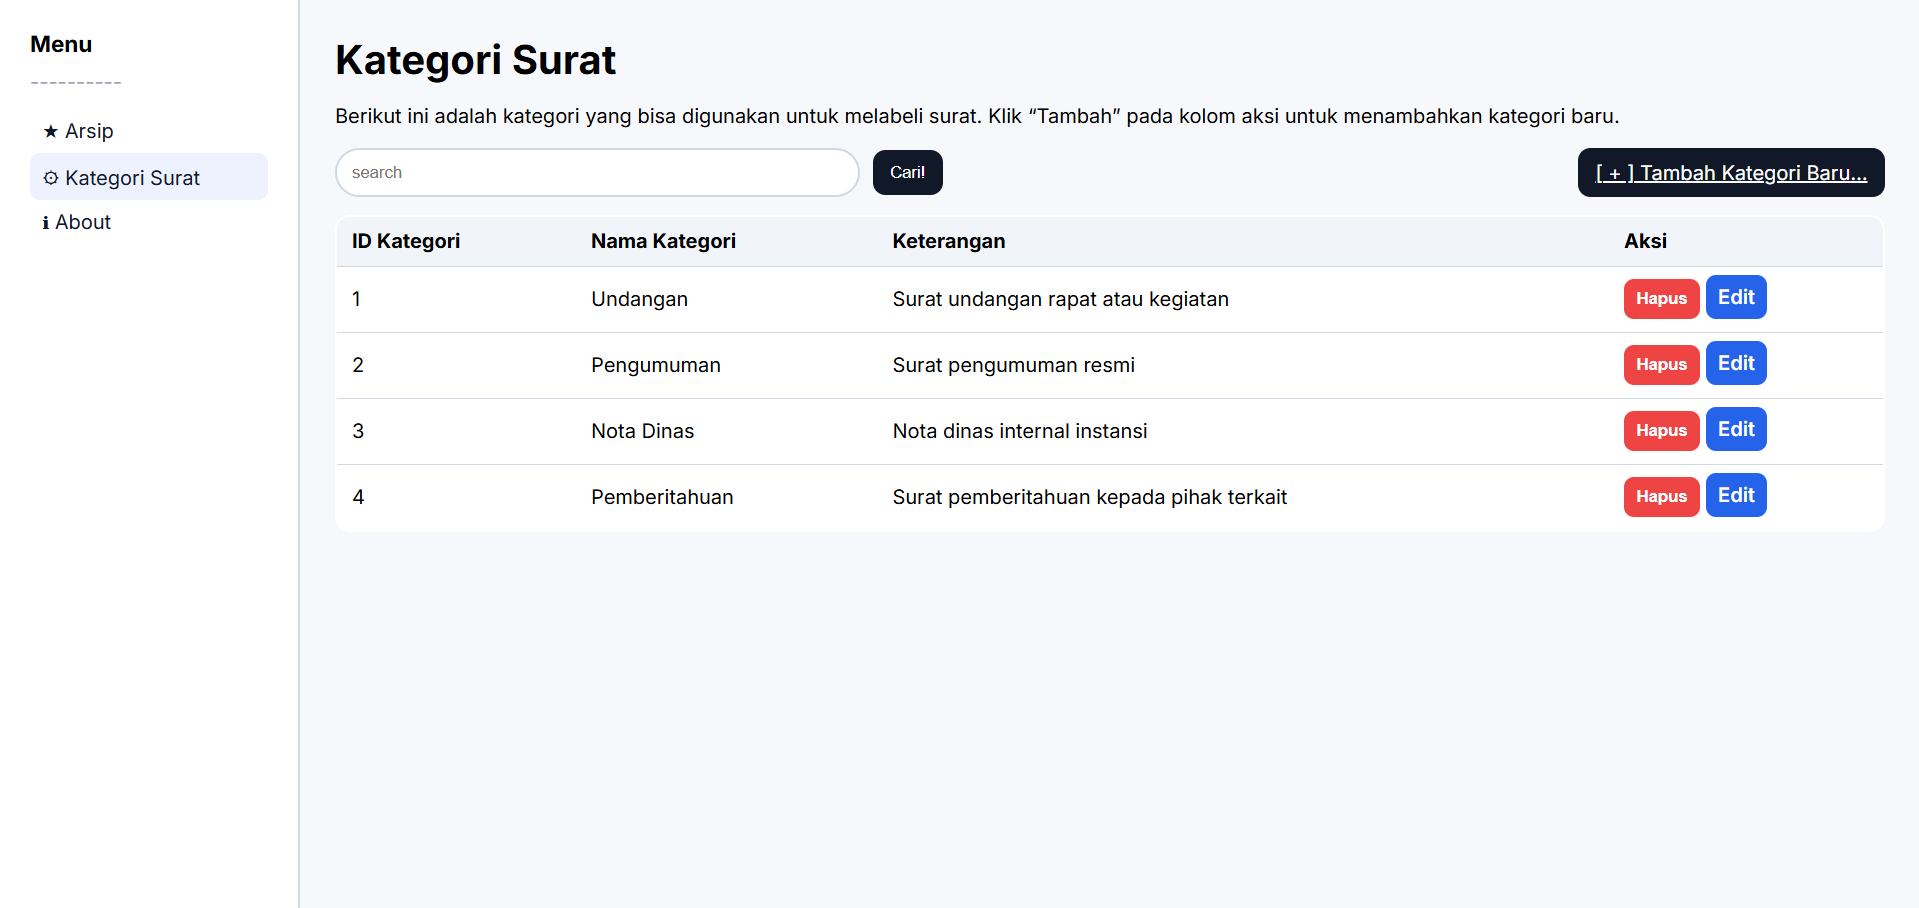 Menu
----------
★ Arsip
⚙ Kategori Surat
ℹ About
Kategori Surat
Berikut ini adalah kategori yang bisa digunakan untuk melabeli surat. Klik “Tambah” pada kolom aksi untuk menambahkan kategori baru.
search
Cari!
[ + ] Tambah Kategori Baru...
ID Kategori Nama Kategori Keterangan Aksi
1 Undangan Surat undangan rapat atau kegiatan Hapus Edit
2 Pengumuman Surat pengumuman resmi Hapus Edit
3 Nota Dinas Nota dinas internal instansi Hapus Edit
4 Pemberitahuan Surat pemberitahuan kepada pihak terkait Hapus Edit